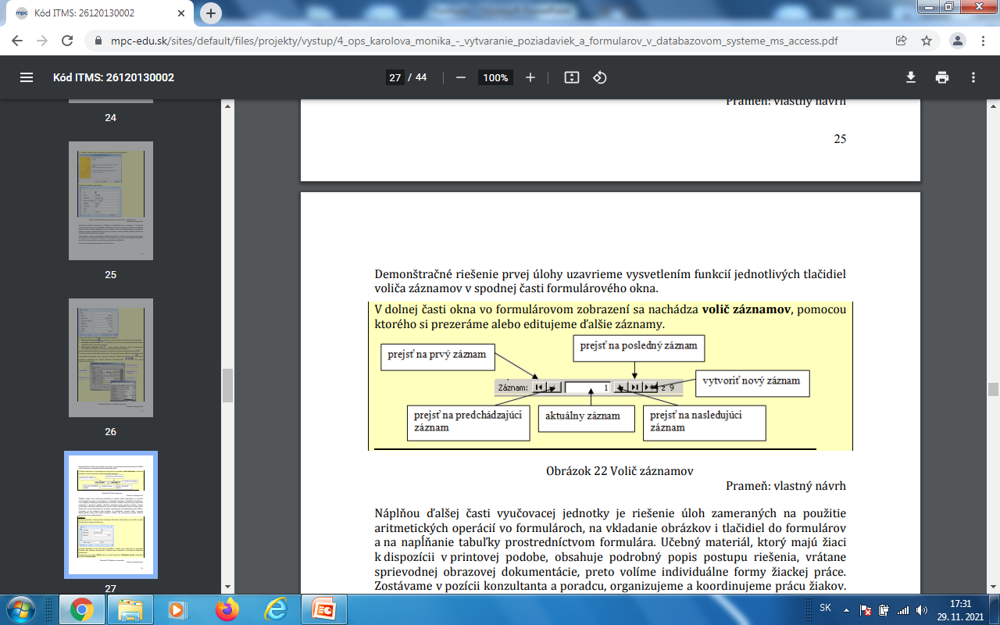 Kód ITMS: 26120130002
mpc-edu.sk/sites/default/files/projekty/vystup/4_ops_karolova_monika_-_vytvaranie_poziadaviek_a_formularov_v_databazovom_systeme_ms_access.pdf
Kód ITMS: 26120130002
27 / 44
100%
24
25
26
27
Prameň: vlastný návrh
25
Demonštračné riešenie prvej úlohy uzavrieme vysvetlením funkcií jednotlivých tlačidiel
voliča záznamov v spodnej časti formulárového okna.
V dolnej časti okna vo formulárovom zobrazení sa nachádza volič záznamov, pomocou
ktorého si prezeráme alebo editujeme ďalšie záznamy.
prejsť na prvý záznam
prejsť na posledný záznam
vytvoriť nový záznam
Záznam: 1 z 9
prejsť na predchádzajúci
záznam
aktuálny záznam
prejsť na nasledujúci
záznam
Obrázok 22 Volič záznamov
Prameň: vlastný návrh
Náplňou ďalšej časti vyučovacej jednotky je riešenie úloh zameraných na použitie
aritmetických operácií vo formulároch, na vkladanie obrázkov i tlačidiel do formulárov
a na napĺňanie tabuľky prostredníctvom formulára. Učebný materiál, ktorý majú žiaci
k dispozícii v printovej podobe, obsahuje podrobný popis postupu riešenia, vrátane
sprievodnej obrazovej dokumentácie, preto volíme individuálne formy žiackej práce.
Zostávame v pozícii konzultanta a poradcu, organizujeme a koordinujeme prácu žiakov.
SK
17:31
29. 11. 2021